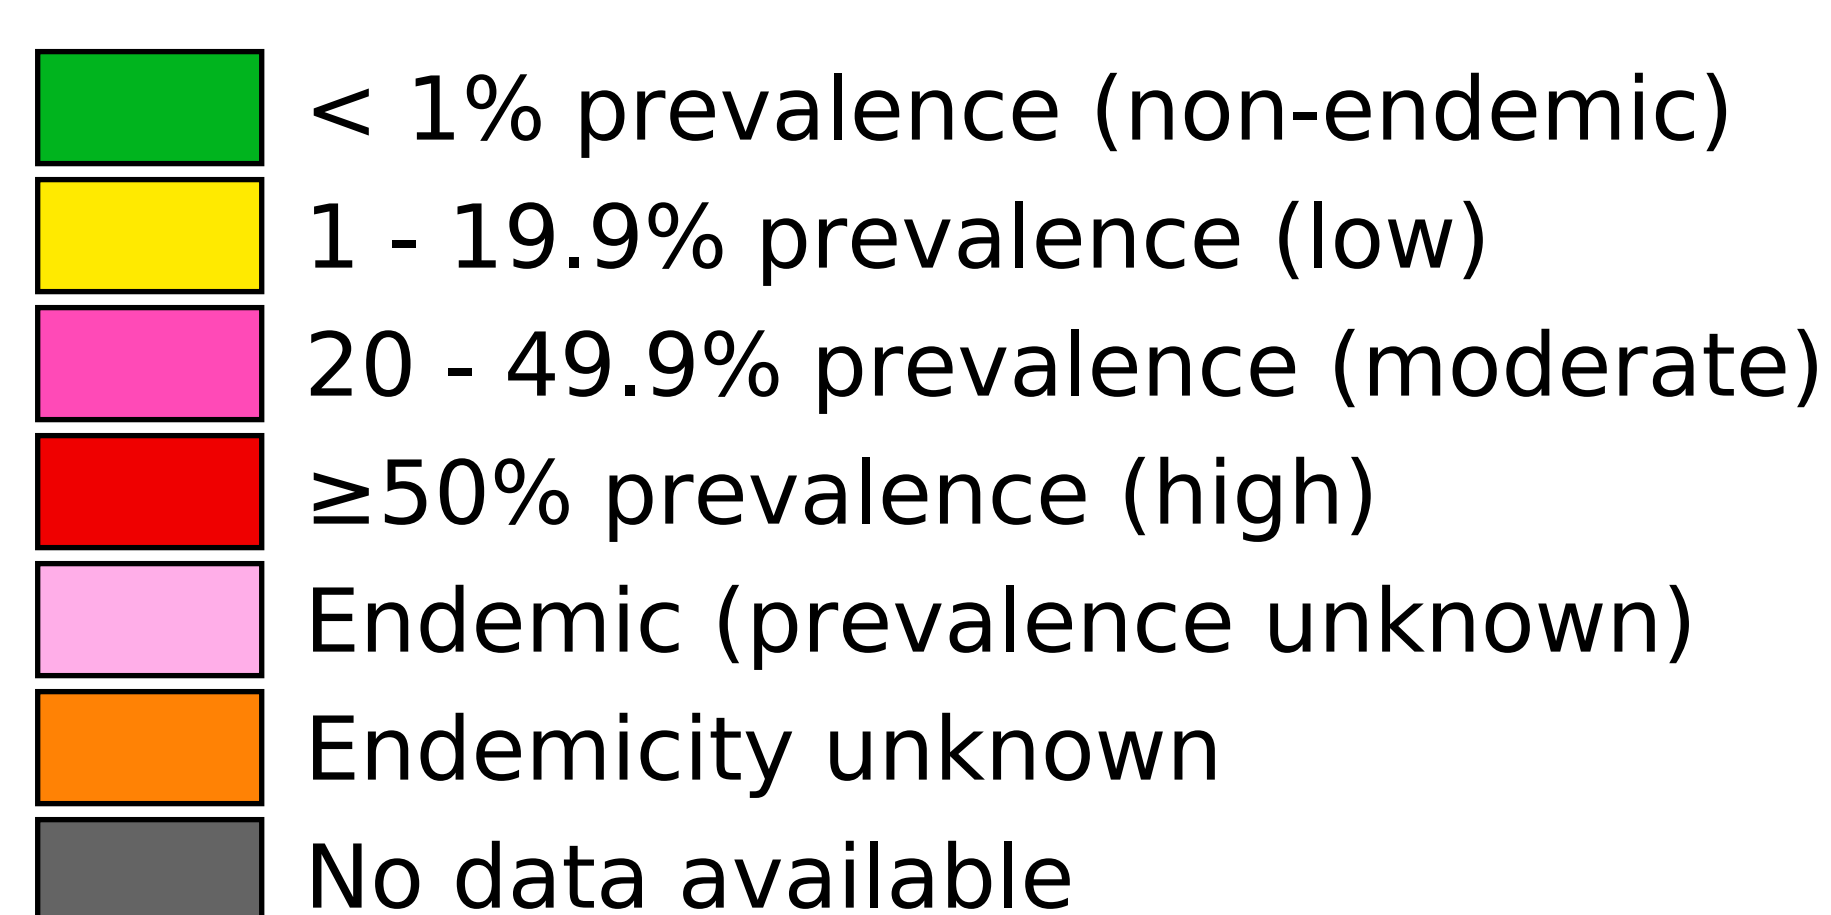 < 1% prevalence (non-endemic)
1 - 19.9% prevalence (low)
20 - 49.9% prevalence (moderate)
≥50% prevalence (high)
Endemic (prevalence unknown)
Endemicity unknown
No data available